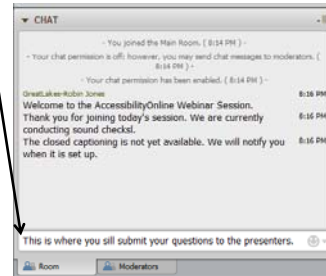 CHAT
- You joined the Main Room. ( 8:14 PM ) -
- Your chat permission is off; however, you may send chat messages to moderators. (
8:14 PM ) -
- Your chat permission has been enabled. ( 8:14 PM ) -
GreatLakes-Robin Jones 8:16 PM
Welcome to the AccessibilityOnline Webinar Session.
Thank you for joining today's session. We are currently 8:16 PM
conducting sound checksl.
The closed captioning is not yet available. We will notify you 8:16 PM
when it is set up.
This is where you sill submit your questions to the presenters.
Room Moderators